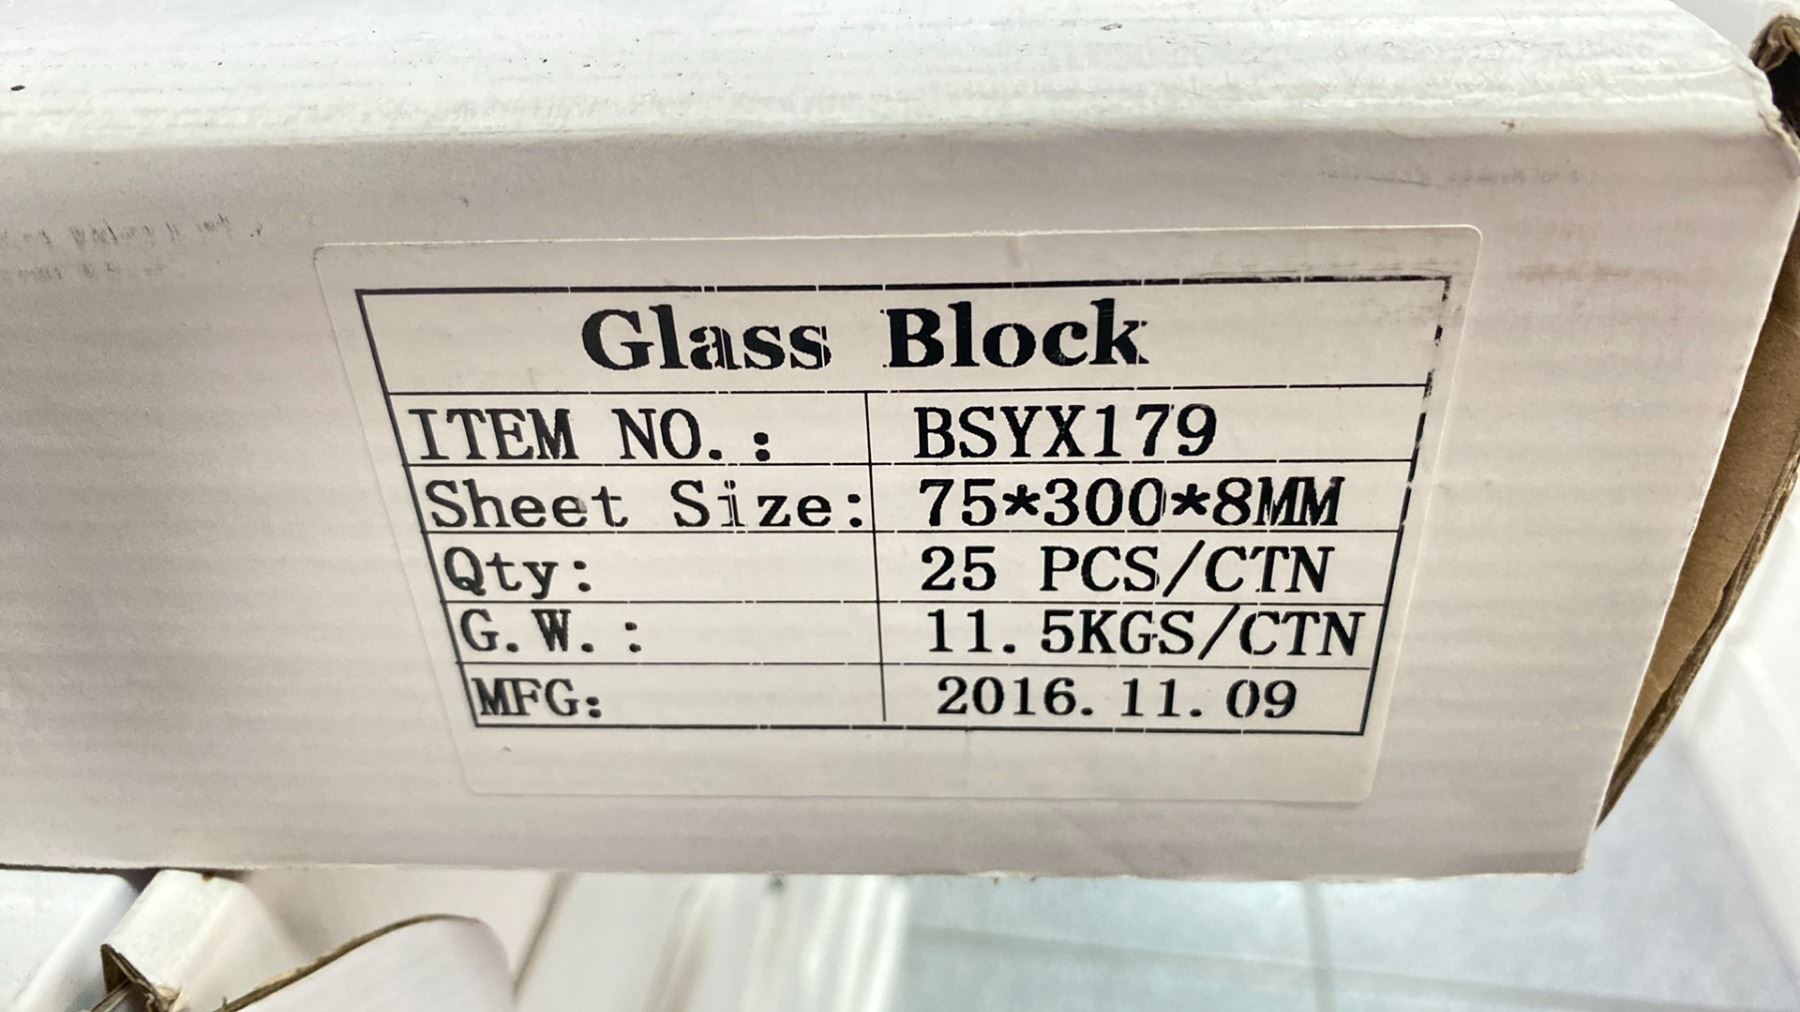 Glass Block
ITEM NO.: BSYX179
Sheet Size: 75*300*8MM
Qty: 25 PCS/CTN
G.W.: 11.5KGS/CTN
MFG: 2016.11.09